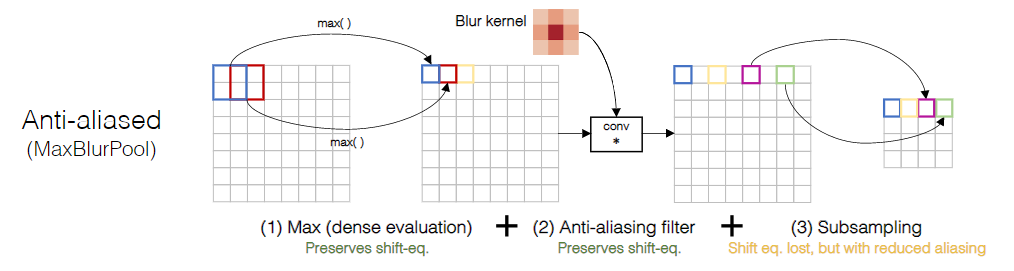 max( )
Blur kernel
Anti-aliased
(MaxBlurPool)
conv
*
max( )
(1) Max (dense evaluation) + (2) Anti-aliasing filter + (3) Subsampling
Preserves shift-eq. Preserves shift-eq. Shift eq. lost, but with reduced aliasing